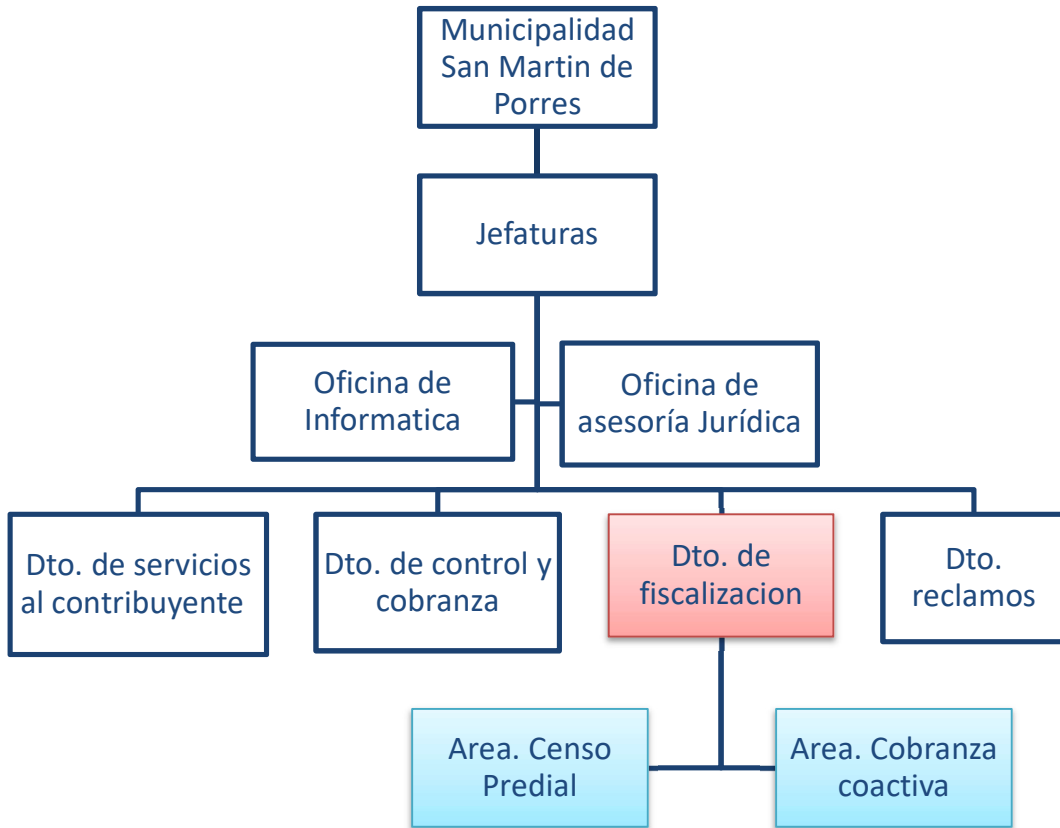 Municipalidad
San Martin de
Porres
Jefaturas
Oficina de
Informatica
Oficina de
asesoría Jurídica
Dto. de servicios
al contribuyente
Dto. de control y
cobranza
Dto. de
fiscalizacion
Dto.
reclamos
Area. Censo
Predial
Area. Cobranza
coactiva